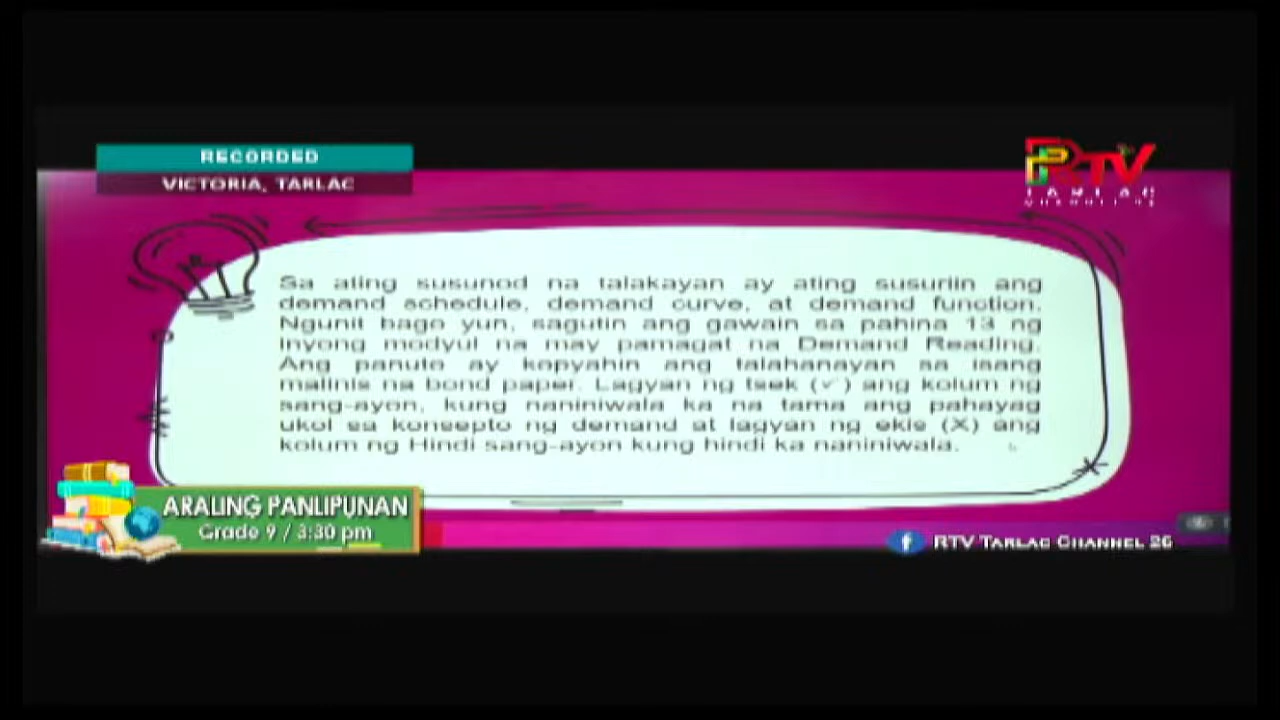 RECORDED
VICTORIA, TARLAC
RTV
TARLAC
Sa ating susunod na talakayan ay ating susuriin ang
demand schedule, demand curve, at demand function.
Ngunit bago yun, sagutin ang gawain sa pahina 13 ng
inyong modyul na may pamagat na Demand Reading.
Ang panuto ay kopyahin ang talahanayan sa isang
malinis na bond paper. Lagyan ng tsek (✓) ang kolum ng
sang-ayon, kung naniniwala ka na tama ang pahayag
ukol sa konsepto ng demand at lagyan ng ekis (X) ang
kolum ng Hindi sang-ayon kung hindi ka naniniwala.
ARALING PANLIPUNAN
Grade 9 / 3:30 pm
RTV TARLAC CHANNEL 26